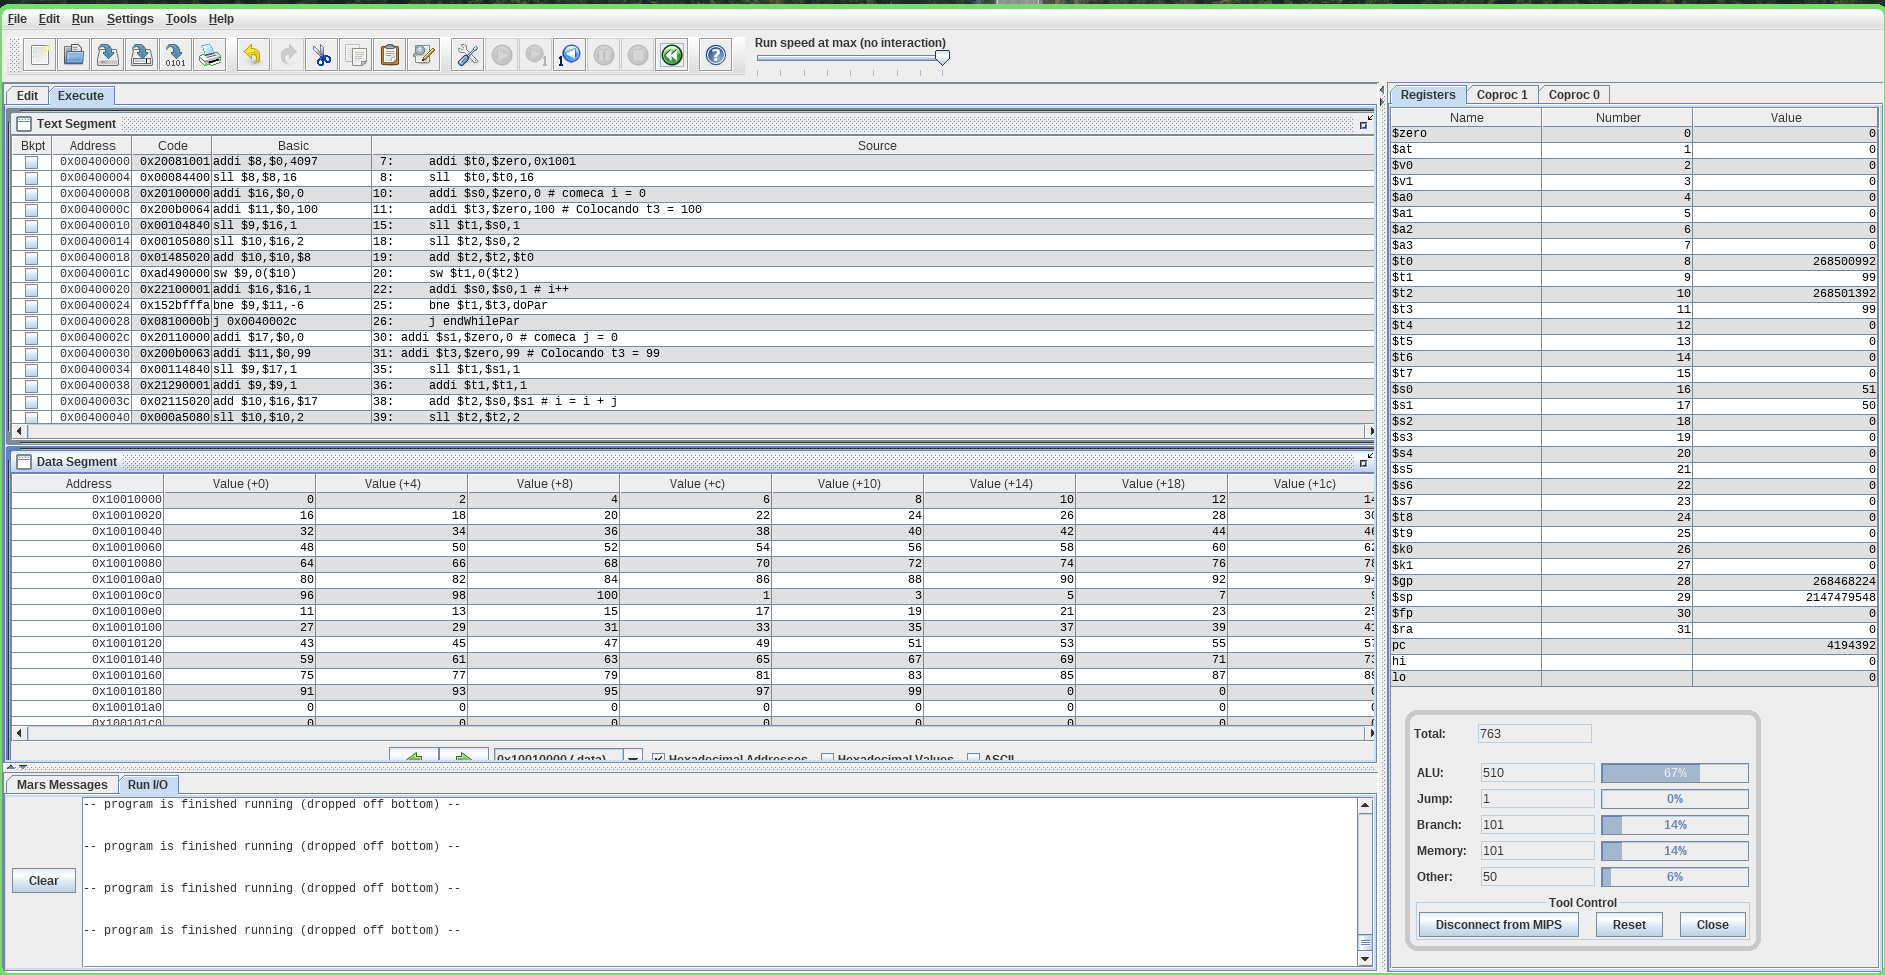 File Edit Run Settings Tools Help
Run speed at max (no interaction)
Edit Execute
Text Segment
Bkpt Address Code Basic Source
0x00400000 0x20081001 addi $8,$0,4097 7: addi $t0,$zero,0x1001
0x00400004 0x00084400 sll $8,$8,16 8: sll $t0,$t0,16
0x00400008 0x20100000 addi $16,$0,0 10: addi $s0,$zero,0 # comeca i = 0
0x0040000c 0x200b0064 addi $11,$0,100 11: addi $t3,$zero,100 # Colocando t3 = 100
0x00400010 0x00104840 sll $9,$16,1 15: sll $t1,$s0,1
0x00400014 0x00105080 sll $10,$16,2 18: sll $t2,$s0,2
0x00400018 0x01485020 add $10,$10,$8 19: add $t2,$t2,$t0
0x0040001c 0xad490000 sw $9,0($10) 20: sw $t1,0($t2)
0x00400020 0x22100001 addi $16,$16,1 22: addi $s0,$s0,1 # i++
0x00400024 0x152bfffa bne $9,$11,-6 25: bne $t1,$t3,doPar
0x00400028 0x0810000b j 0x0040002c 26: j endWhilePar
0x0040002c 0x20110000 addi $17,$0,0 30: addi $s1,$zero,0 # comeca j = 0
0x00400030 0x200b0063 addi $11,$0,99 31: addi $t3,$zero,99 # Colocando t3 = 99
0x00400034 0x00114840 sll $9,$17,1 35: sll $t1,$s1,1
0x00400038 0x21290001 addi $9,$9,1 36: addi $t1,$t1,1
0x0040003c 0x02115020 add $10,$16,$17 38: add $t2,$s0,$s1 # i = i + j
0x00400040 0x000a5080 sll $10,$10,2 39: sll $t2,$t2,2
Data Segment
Address Value (+0) Value (+4) Value (+8) Value (+c) Value (+10) Value (+14) Value (+18) Value (+1c)
0x10010000 0 2 4 6 8 10 12 14
0x10010020 16 18 20 22 24 26 28
0x10010040 32 34 36 38 40 42 44
0x10010060 48 50 52 54 56 58 60
0x10010080 64 66 68 70 72 74 76
0x100100a0 80 82 84 86 88 90 92
0x100100c0 96 98 100 1 3 5 7
0x100100e0 11 13 15 17 19 21 23
0x10010100 27 29 31 33 35 37 39
0x10010120 43 45 47 49 51 53 55
0x10010140 59 61 63 65 67 69 71
0x10010160 75 77 79 81 83 85 87
0x10010180 91 93 95 97 99 0 0
0x100101a0 0 0 0 0 0 0 0
0x100101c0 0 0 0 0 0 0 0
0x10010000 (.data) Hexadecimal Addresses Hexadecimal Values ASCII
Mars Messages Run I/O
-- program is finished running (dropped off bottom) --
-- program is finished running (dropped off bottom) --
-- program is finished running (dropped off bottom) --
-- program is finished running (dropped off bottom) --
Clear
Registers Coproc 1 Coproc 0
Name Number Value
$zero 0 0
$at 1 0
$v0 2 0
$v1 3 0
$a0 4 0
$a1 5 0
$a2 6 0
$a3 7 0
$t0 8 268500992
$t1 9 99
$t2 10 268501392
$t3 11 99
$t4 12 0
$t5 13 0
$t6 14 0
$t7 15 0
$s0 16 51
$s1 17 50
$s2 18 0
$s3 19 0
$s4 20 0
$s5 21 0
$s6 22 0
$s7 23 0
$t8 24 0
$t9 25 0
$k0 26 0
$k1 27 0
$gp 28 268468224
$sp 29 2147479548
$fp 30 0
$ra 31 0
pc 4194392
hi 0
lo 0
Total: 763
ALU: 510 67%
Jump: 1 0%
Branch: 101 14%
Memory: 101 14%
Other: 50 6%
Tool Control
Disconnect from MIPS Reset Close